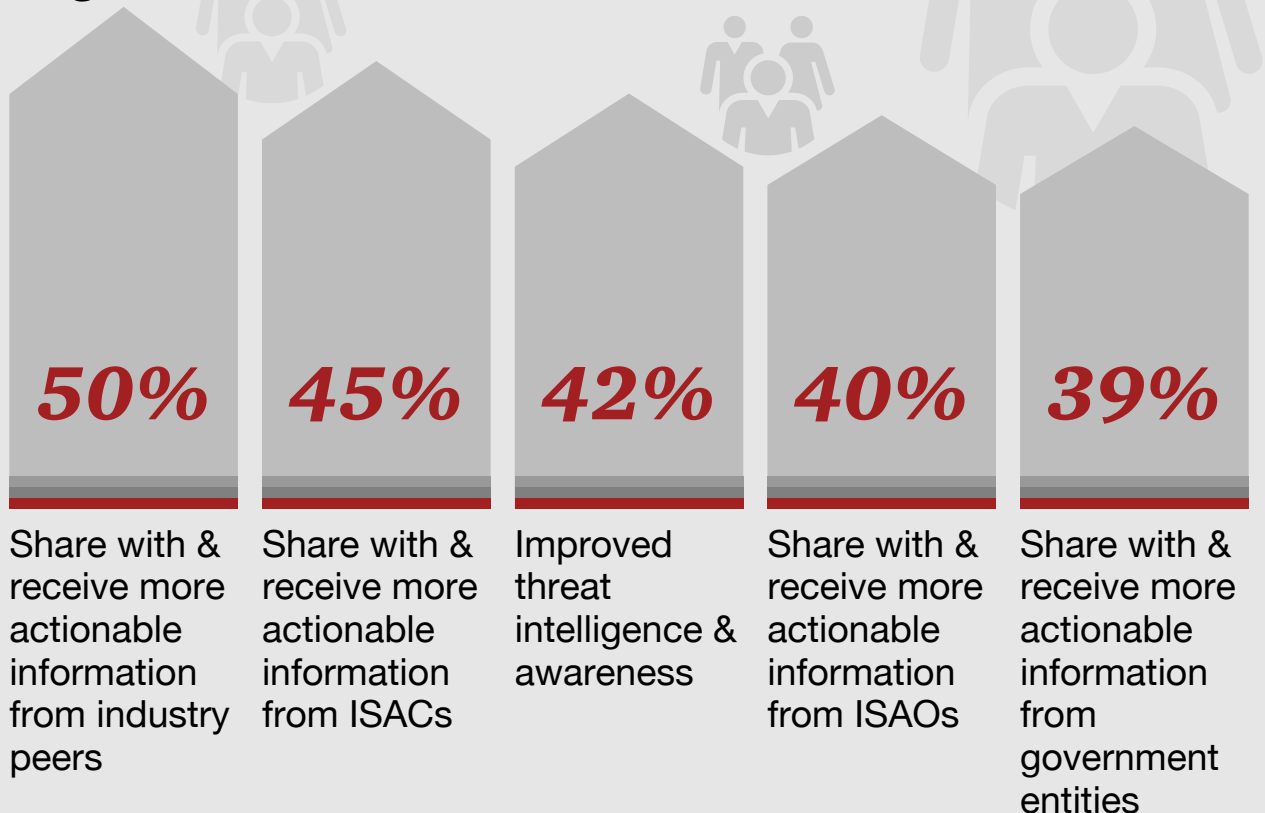 50%
45%
42%
40%
39%
Share with &
receive more
actionable
information
from industry
peers
Share with &
receive more
actionable
information
from ISACs
Improved
threat
intelligence &
awareness
Share with &
receive more
actionable
information
from ISAOs
Share with &
receive more
actionable
information
from
government
entities